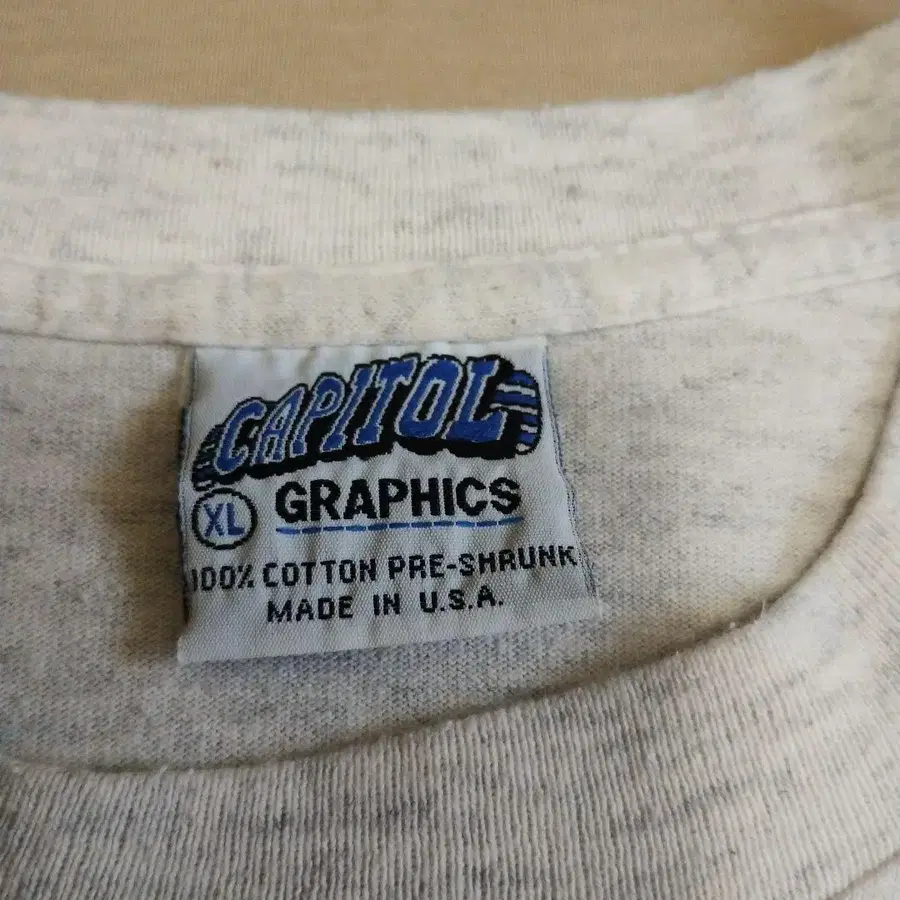 CAPITOL
XL GRAPHICS
100% COTTON PRE-SHRUNK
MADE IN U.S.A.